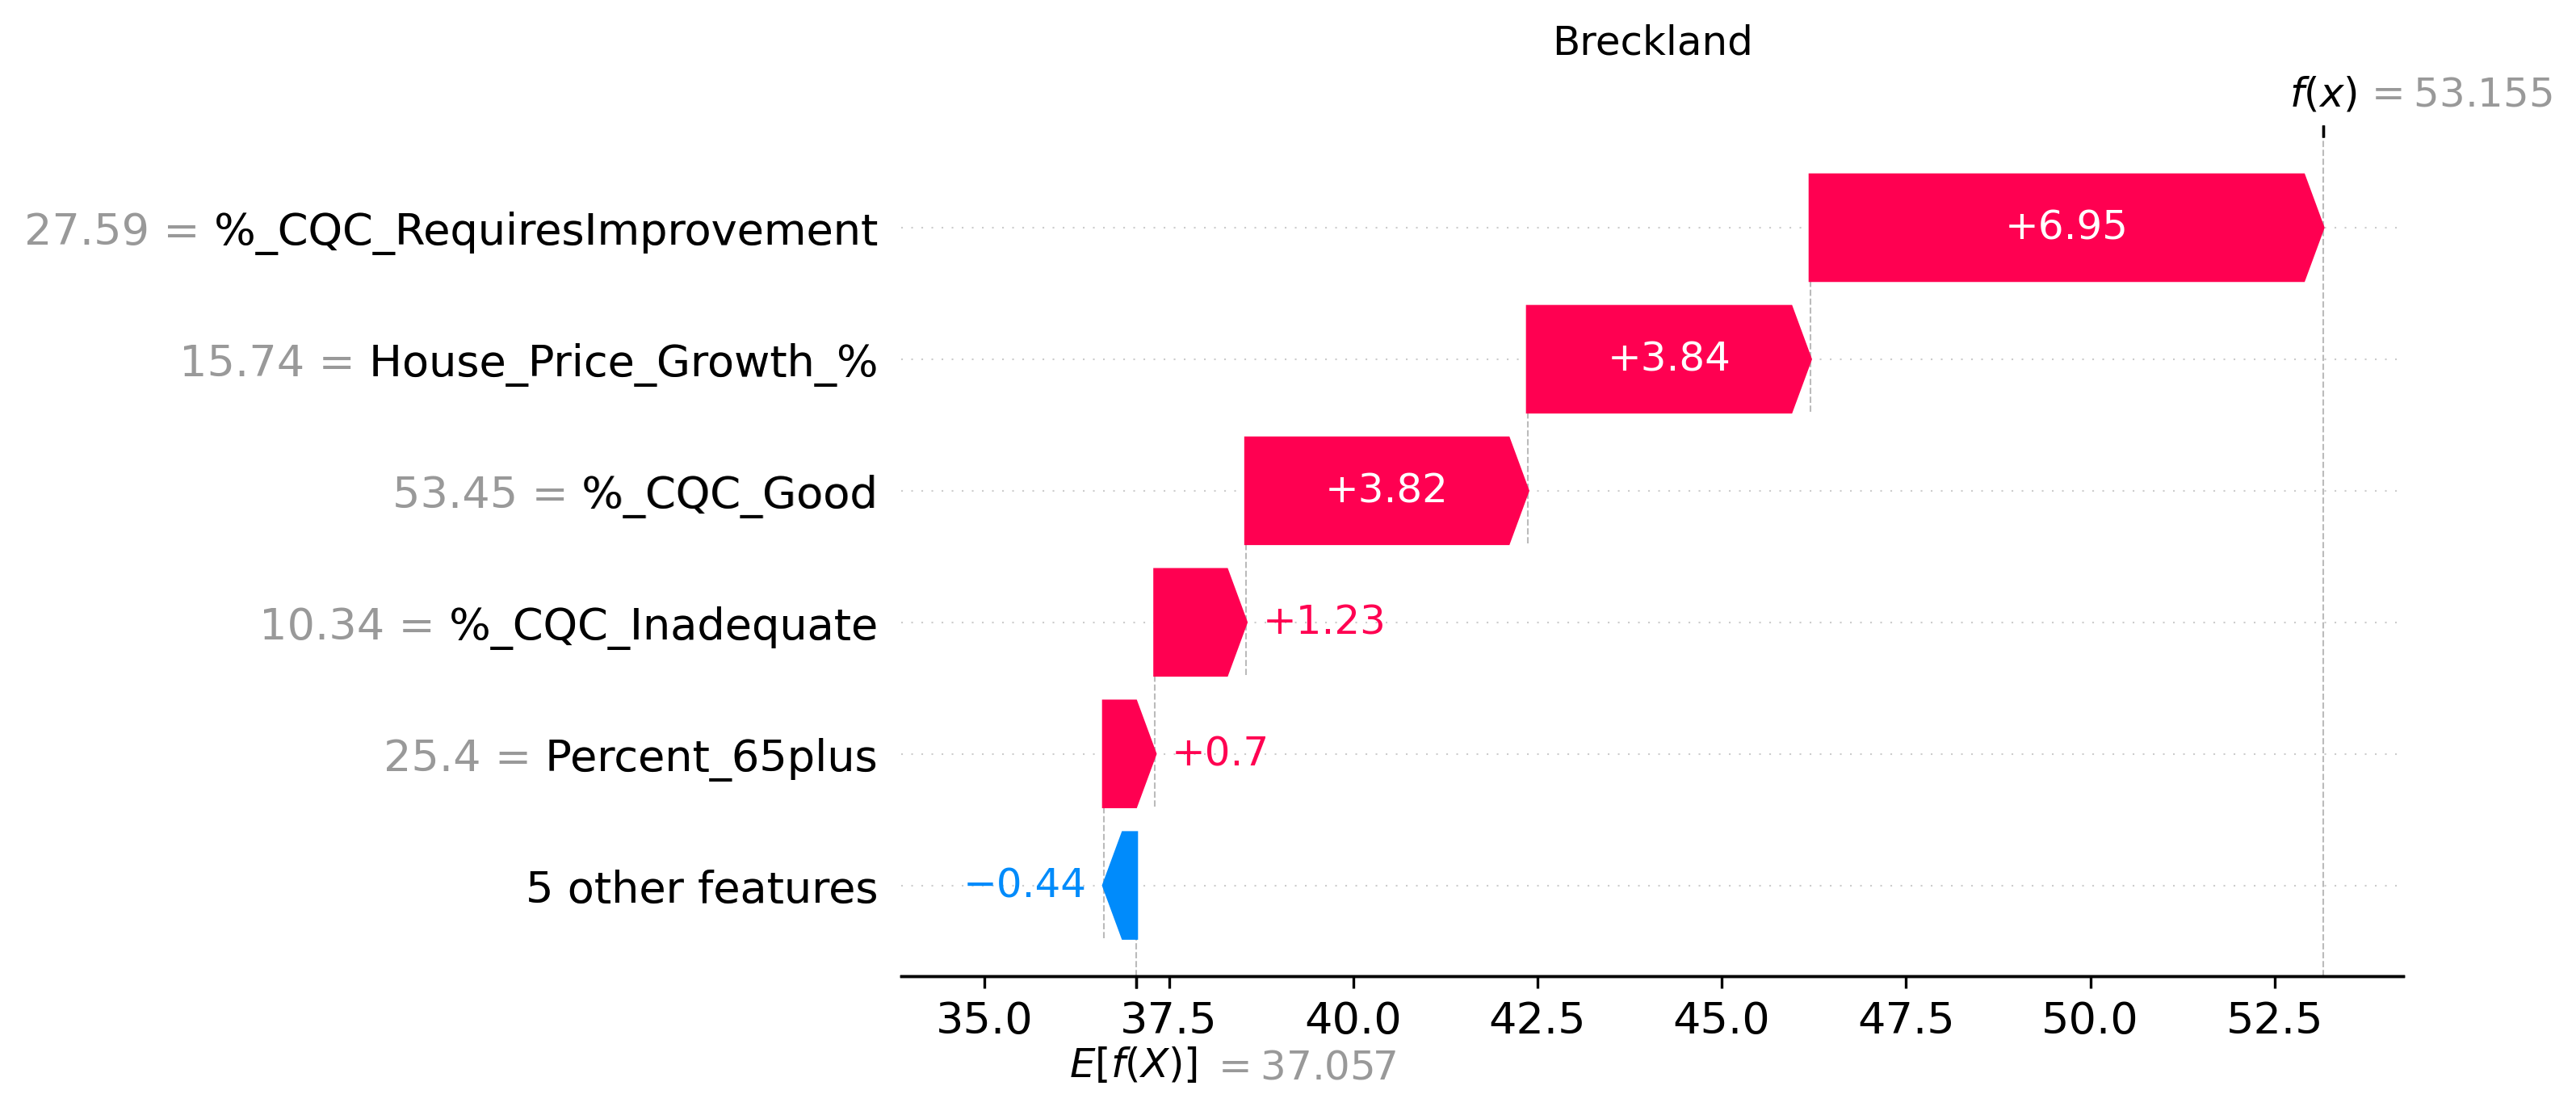 Breckland
f(x) = 53.155
27.59 = %_CQC_RequiresImprovement
+6.95
15.74 = House_Price_Growth_%
+3.84
53.45 = %_CQC_Good
+3.82
10.34 = %_CQC_Inadequate
+1.23
25.4 = Percent_65plus
+0.7
5 other features
−0.44
35.0 37.5 40.0 42.5 45.0 47.5 50.0 52.5
E[f(X)] = 37.057